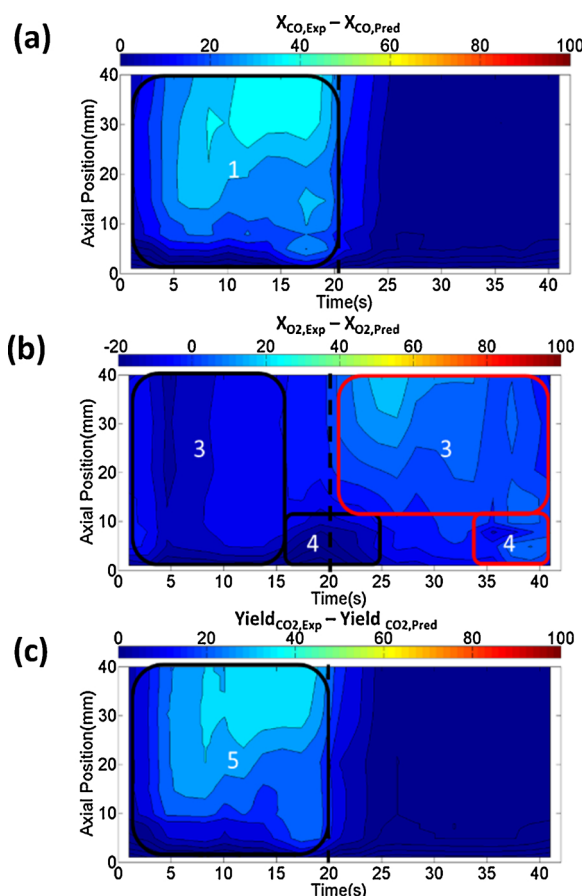 (a)
X_CO,Exp – X_CO,Pred
0 20 40 60 80 100
Axial Position(mm)
40
30
20
10
0
1
0 5 10 15 20 25 30 35 40
Time(s)
(b)
X_O2,Exp – X_O2,Pred
-20 0 20 40 60 80 100
Axial Position(mm)
40
30
20
10
0
3 3
4 4
0 5 10 15 20 25 30 35 40
Time(s)
(c)
Yield_CO2,Exp – Yield_CO2,Pred
0 20 40 60 80 100
Axial Position(mm)
40
30
20
10
0
5
0 5 10 15 20 25 30 35 40
Time(s)